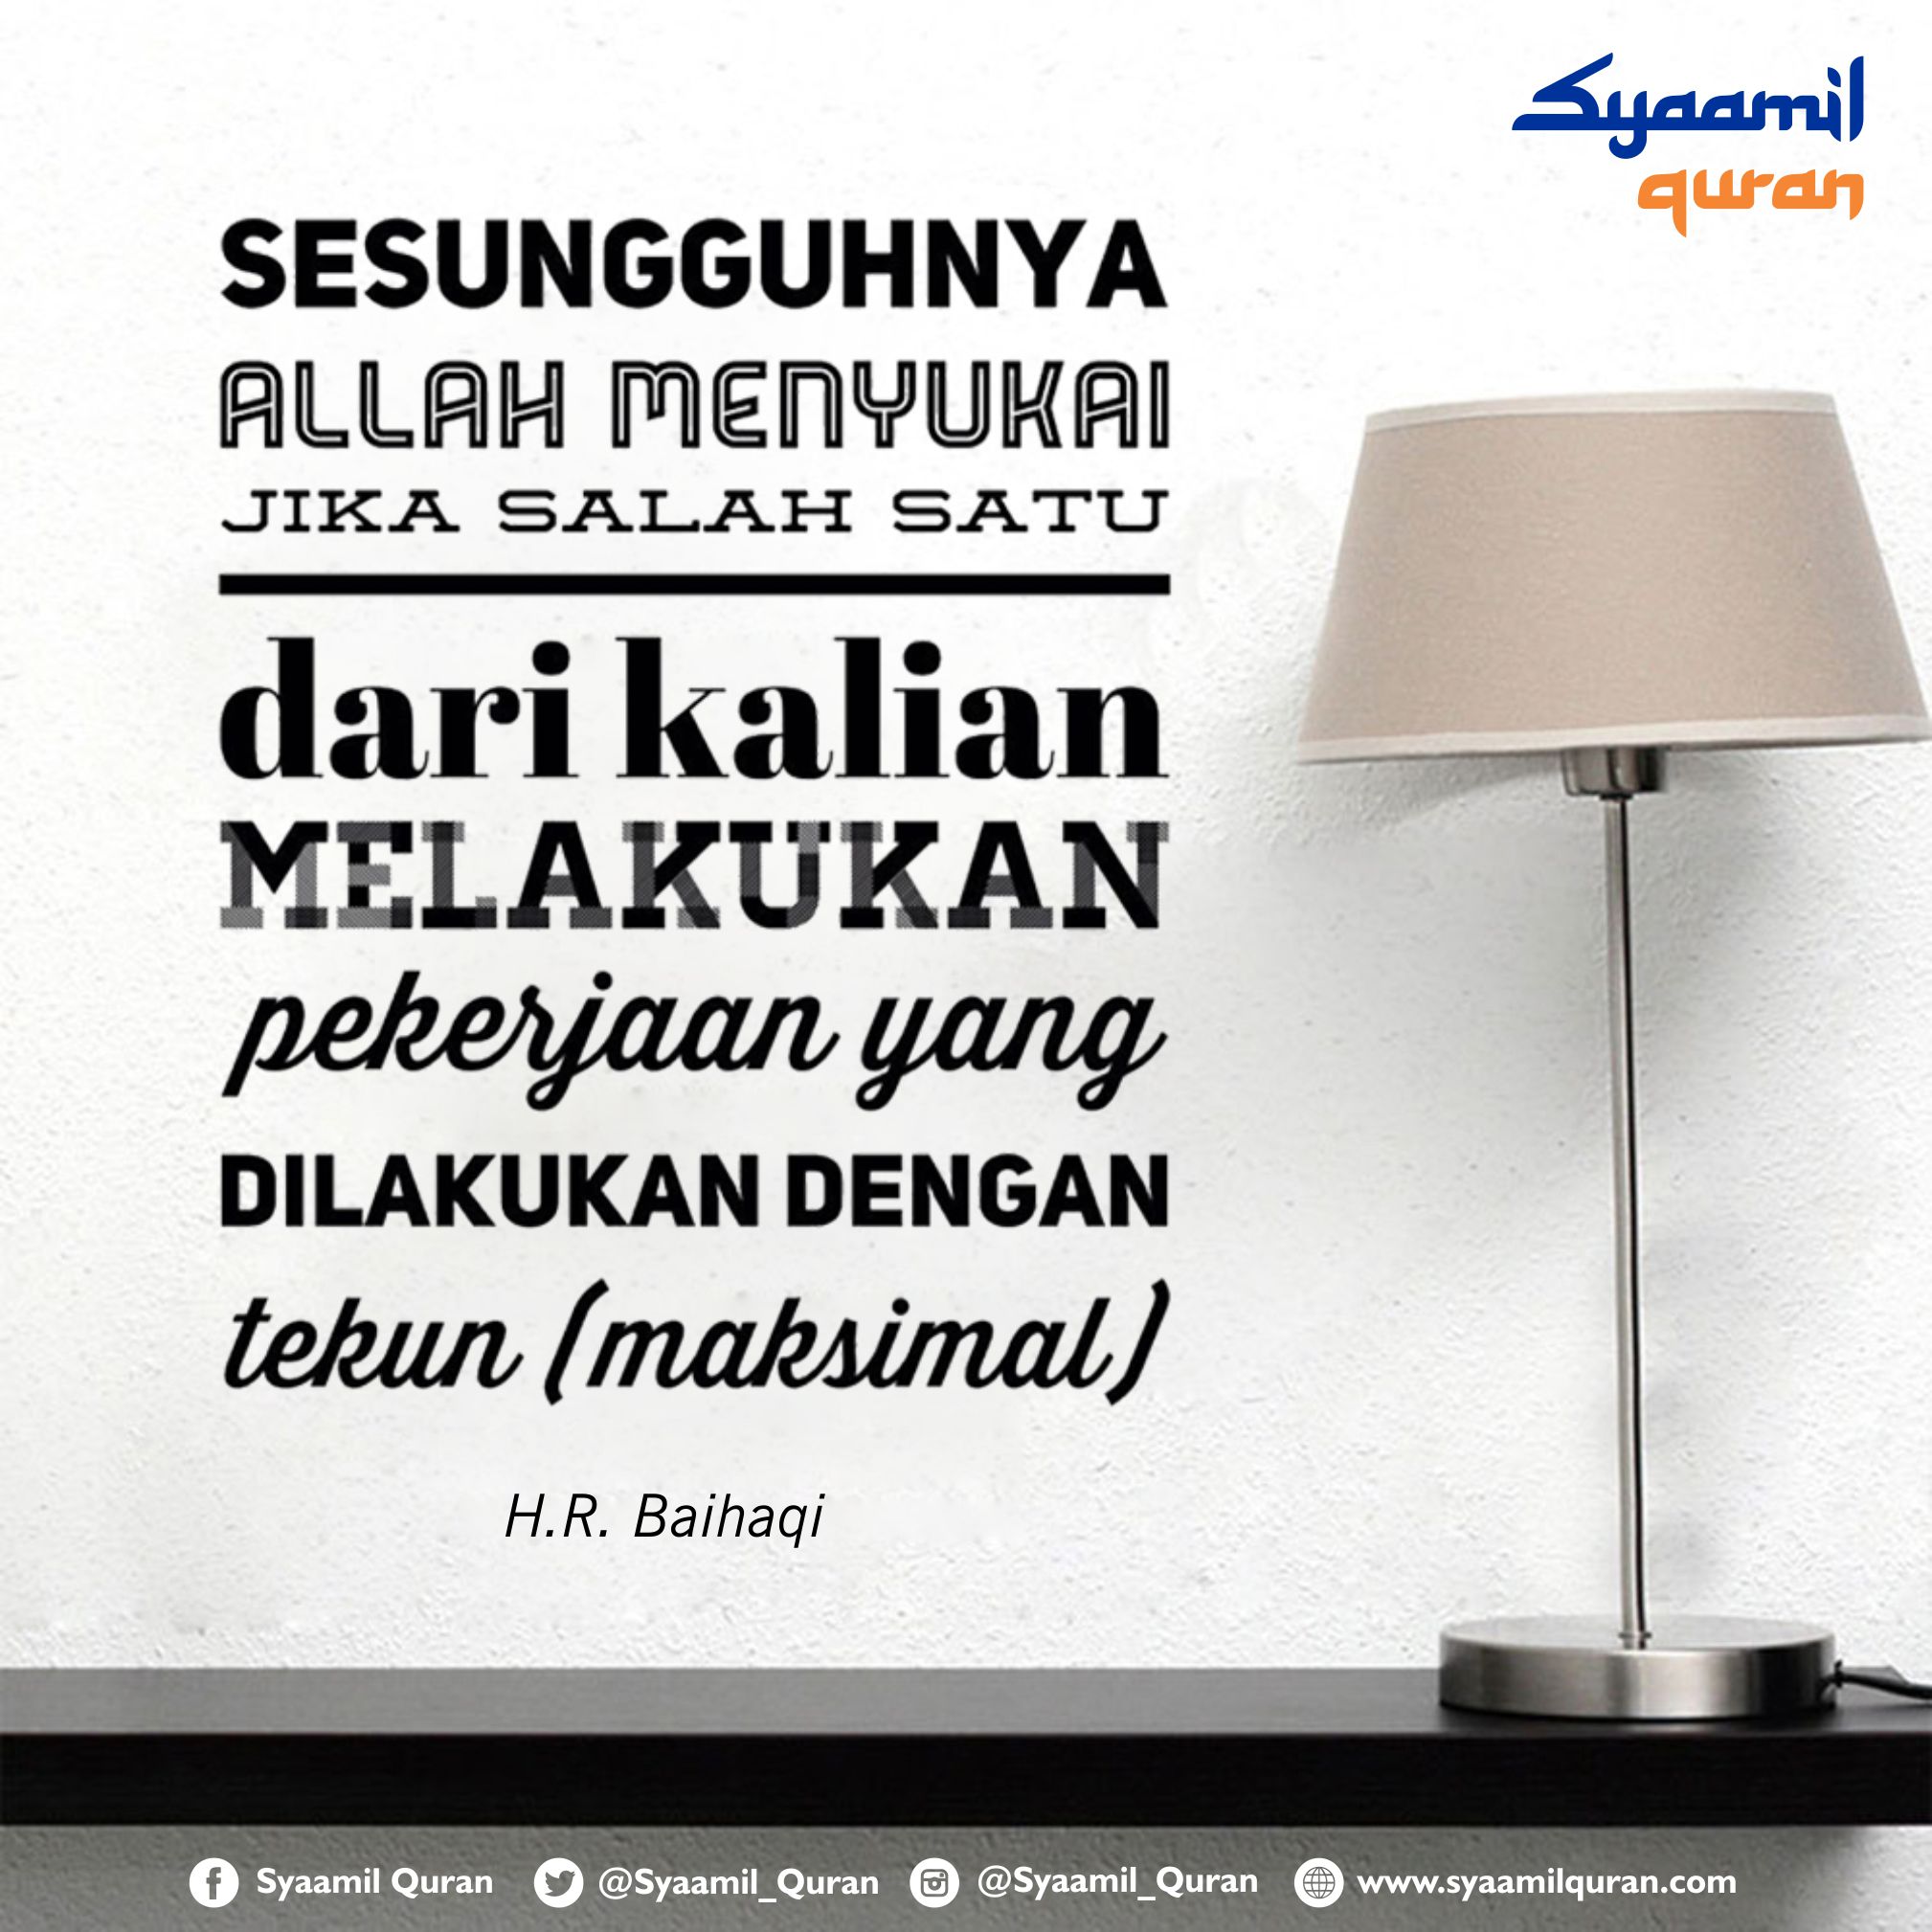 Syaamil
quran
SESUNGGUHNYA
ALLAH MENYUKAI
JIKA SALAH SATU
dari kalian
MELAKUKAN
pekerjaan yang
DILAKUKAN DENGAN
tekun (maksimal)
H.R. Baihaqi
Syaamil Quran @Syaamil_Quran @Syaamil_Quran www.syaamilquran.com